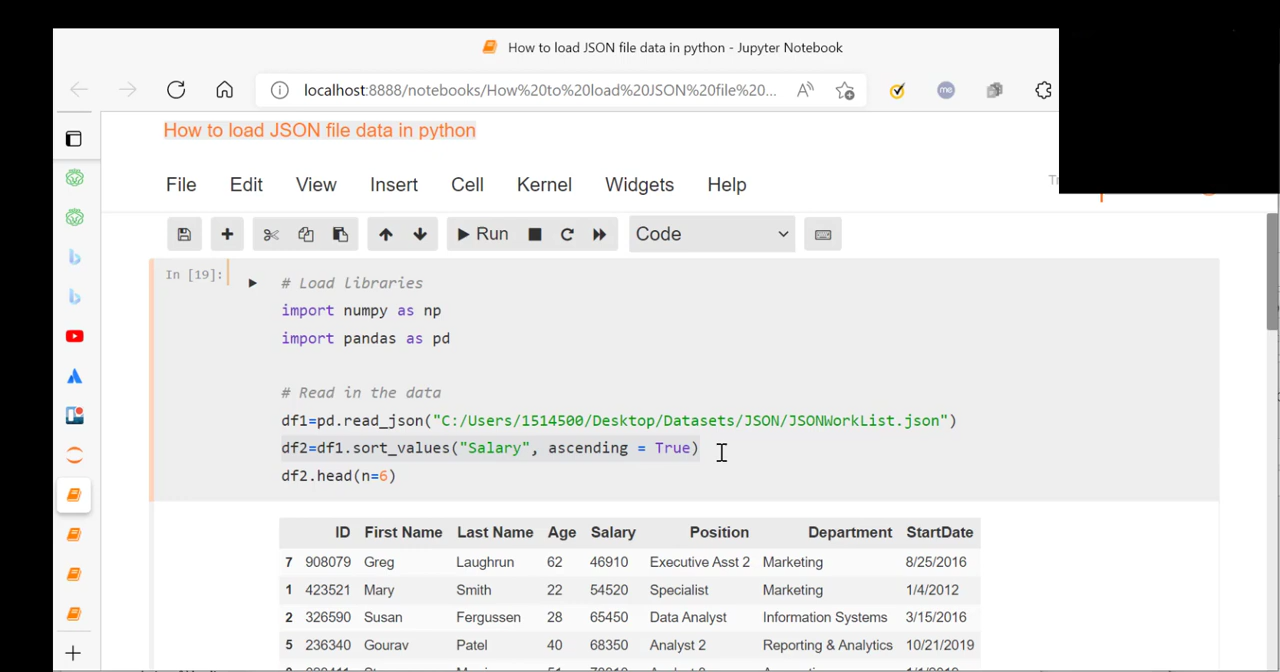 How to load JSON file data in python - Jupyter Notebook
localhost:8888/notebooks/How%20to%20load%20JSON%20file%20...
How to load JSON file data in python
File Edit View Insert Cell Kernel Widgets Help
Run Code
In [19]:
# Load Libraries
import numpy as np
import pandas as pd
# Read in the data
df1=pd.read_json("C:/Users/1514500/Desktop/Datasets/JSON/JSONWorkList.json")
df2=df1.sort_values("Salary", ascending = True)
df2.head(n=6)
ID First Name Last Name Age Salary Position Department StartDate
7 908079 Greg Laughrun 62 46910 Executive Asst 2 Marketing 8/25/2016
1 423521 Mary Smith 22 54520 Specialist Marketing 1/4/2012
2 326590 Susan Fergussen 28 65450 Data Analyst Information Systems 3/15/2016
5 236340 Gourav Patel 40 68350 Analyst 2 Reporting & Analytics 10/21/2019